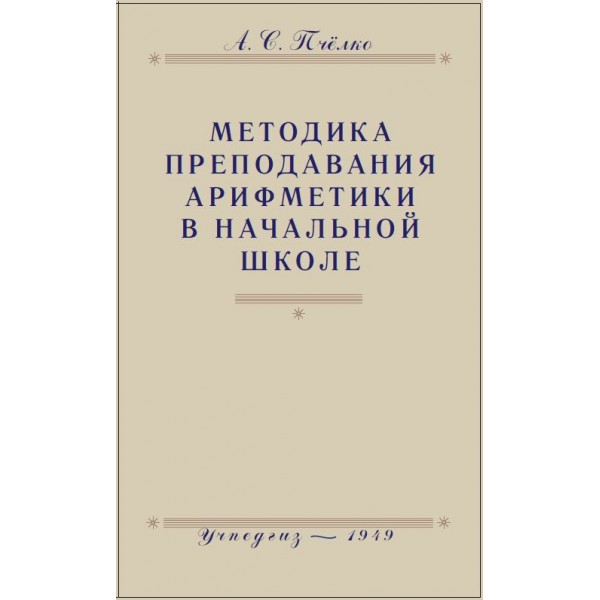 А. С. Пчёлко
МЕТОДИКА
ПРЕПОДАВАНИЯ
АРИФМЕТИКИ
В НАЧАЛЬНОЙ
ШКОЛЕ
Учпедгиз — 1949